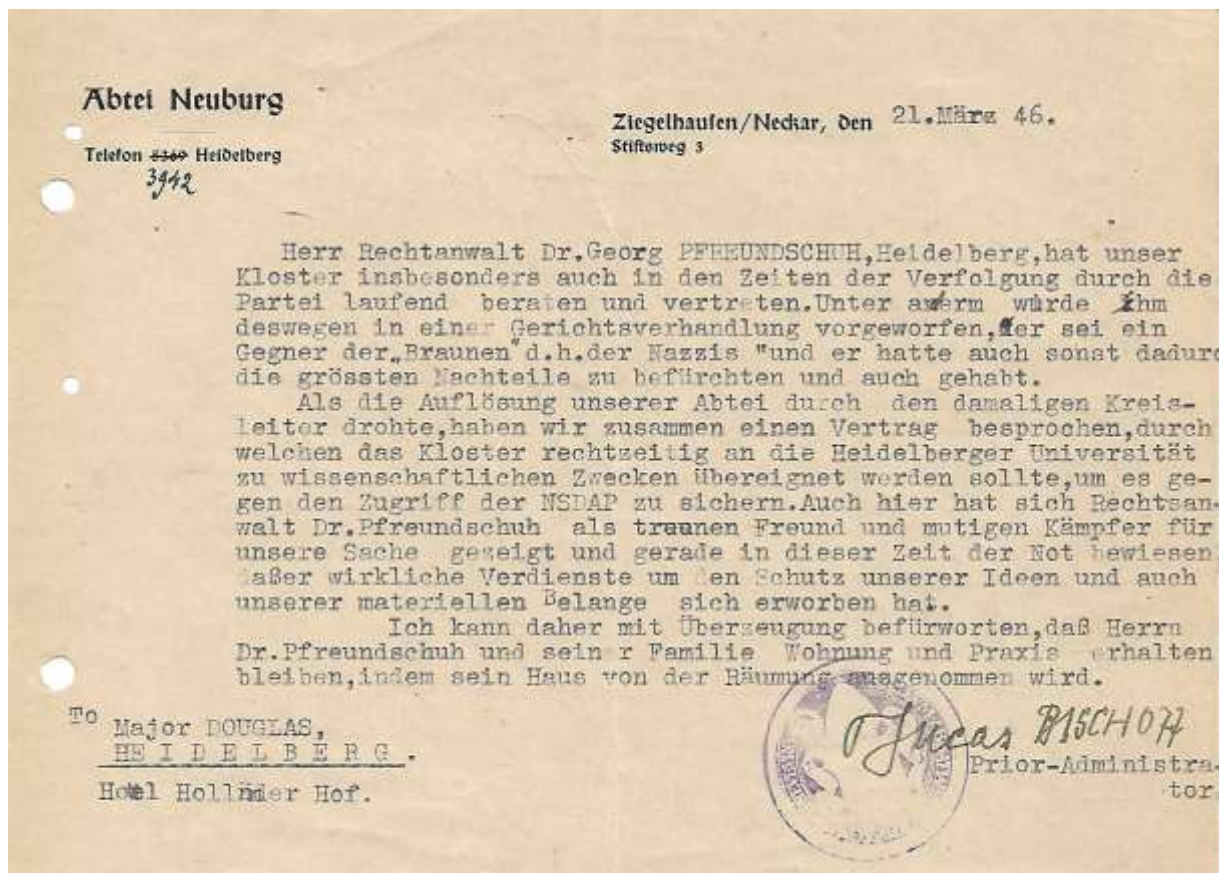 Abtei Neuburg
Ziegelhausen/Neckar, den 21.März 46.
Stiftsweg 3
Telefon 5369 Heidelberg
3942
Herr Rechtanwalt Dr.Georg PFREUNDSCHUH,Heidelberg,hat unser
Kloster insbesonders auch in den Zeiten der Verfolgung durch die
Partei laufend beraten und vertreten.Unter anderm würde ihm
deswegen in einer Gerichtsverhandlung vorgeworfen,er sei ein
Gegner der„Braunen"d.h.der Nazzis "und er hatte auch sonst dadurc
die grössten Nachteile zu befürchten und auch gehabt.
Als die Auflösung unserer Abtei durch den damaligen Kreis-
leiter drohte,haben wir zusammen einen Vertrag besprochen,durch
welchen das Kloster rechtzeitig an die Heidelberger Universität
zu wissenschaftlichen Zwecken übereignet werden sollte,um es ge-
gen den Zugriff der NSDAP zu sichern.Auch hier hat sich Rechtsan-
walt Dr.Pfreundschuh als treuen Freund und mutigen Kämpfer für
unsere Sache gezeigt und gerade in dieser Zeit der Not bewiesen
daßer wirkliche Verdienste um den Schutz unserer Ideen und auch
unserer materiellen Belange sich erworben hat.
Ich kann daher mit Überzeugung befürworten,daß Herrn
Dr.Pfreundschuh und sein r Familie Wohnung und Praxis erhalten
bleiben,indem sein Haus von der Räumung ausgenommen wird.
To Major DOUGLAS,
HEIDELBERG.
Hotel Holländer Hof.
Lucas BISCHOFF
Prior-Administra-
tor